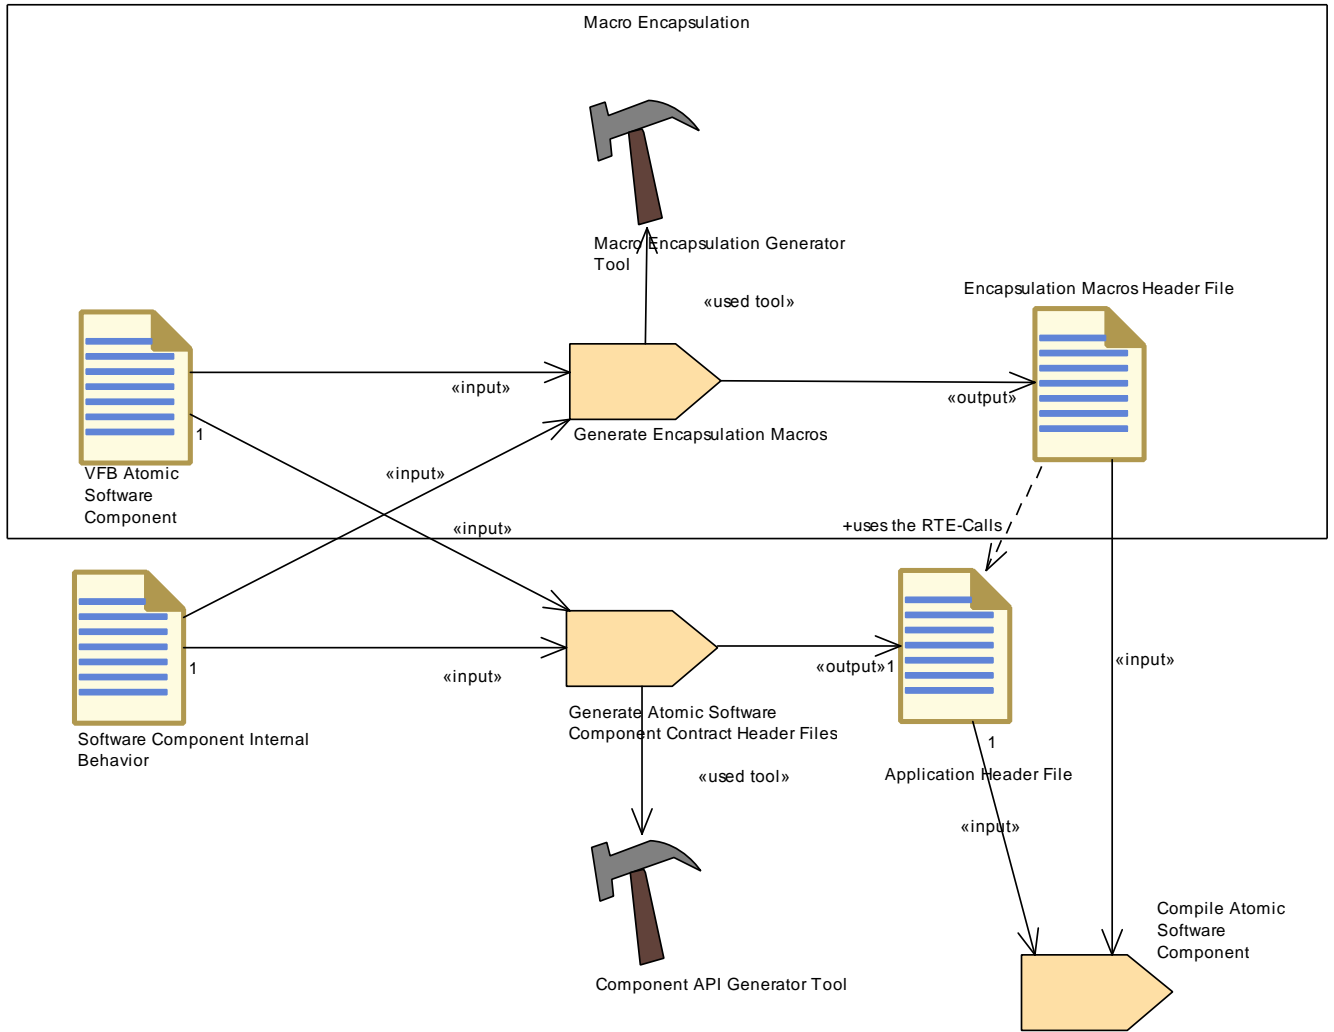 Macro Encapsulation
Macro Encapsulation Generator
Tool
«used tool»
Encapsulation Macros Header File
«input»
«output»
1
Generate Encapsulation Macros
VFB Atomic
Software
Component
«input»
«input»
+uses the RTE-Calls
1
«input»
«output»
1
«input»
Software Component Internal
Behavior
Generate Atomic Software
Component Contract Header Files
1
«used tool»
Application Header File
«input»
Compile Atomic
Software
Component
Component API Generator Tool